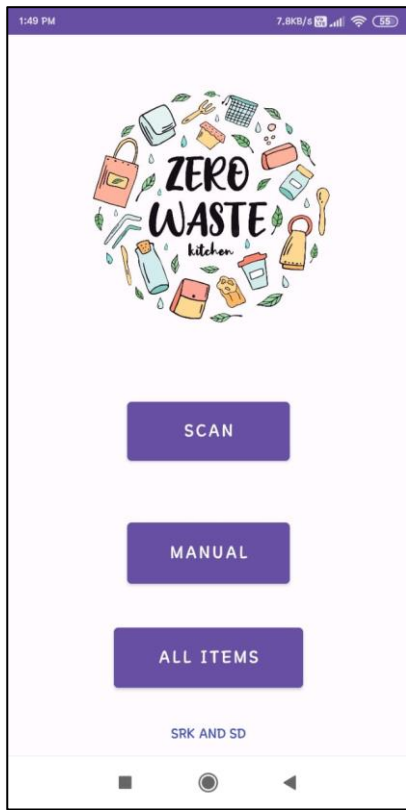 1:49 PM 7.8KB/s 55
ZERO
WASTE
kitchen
SCAN
MANUAL
ALL ITEMS
SRK AND SD